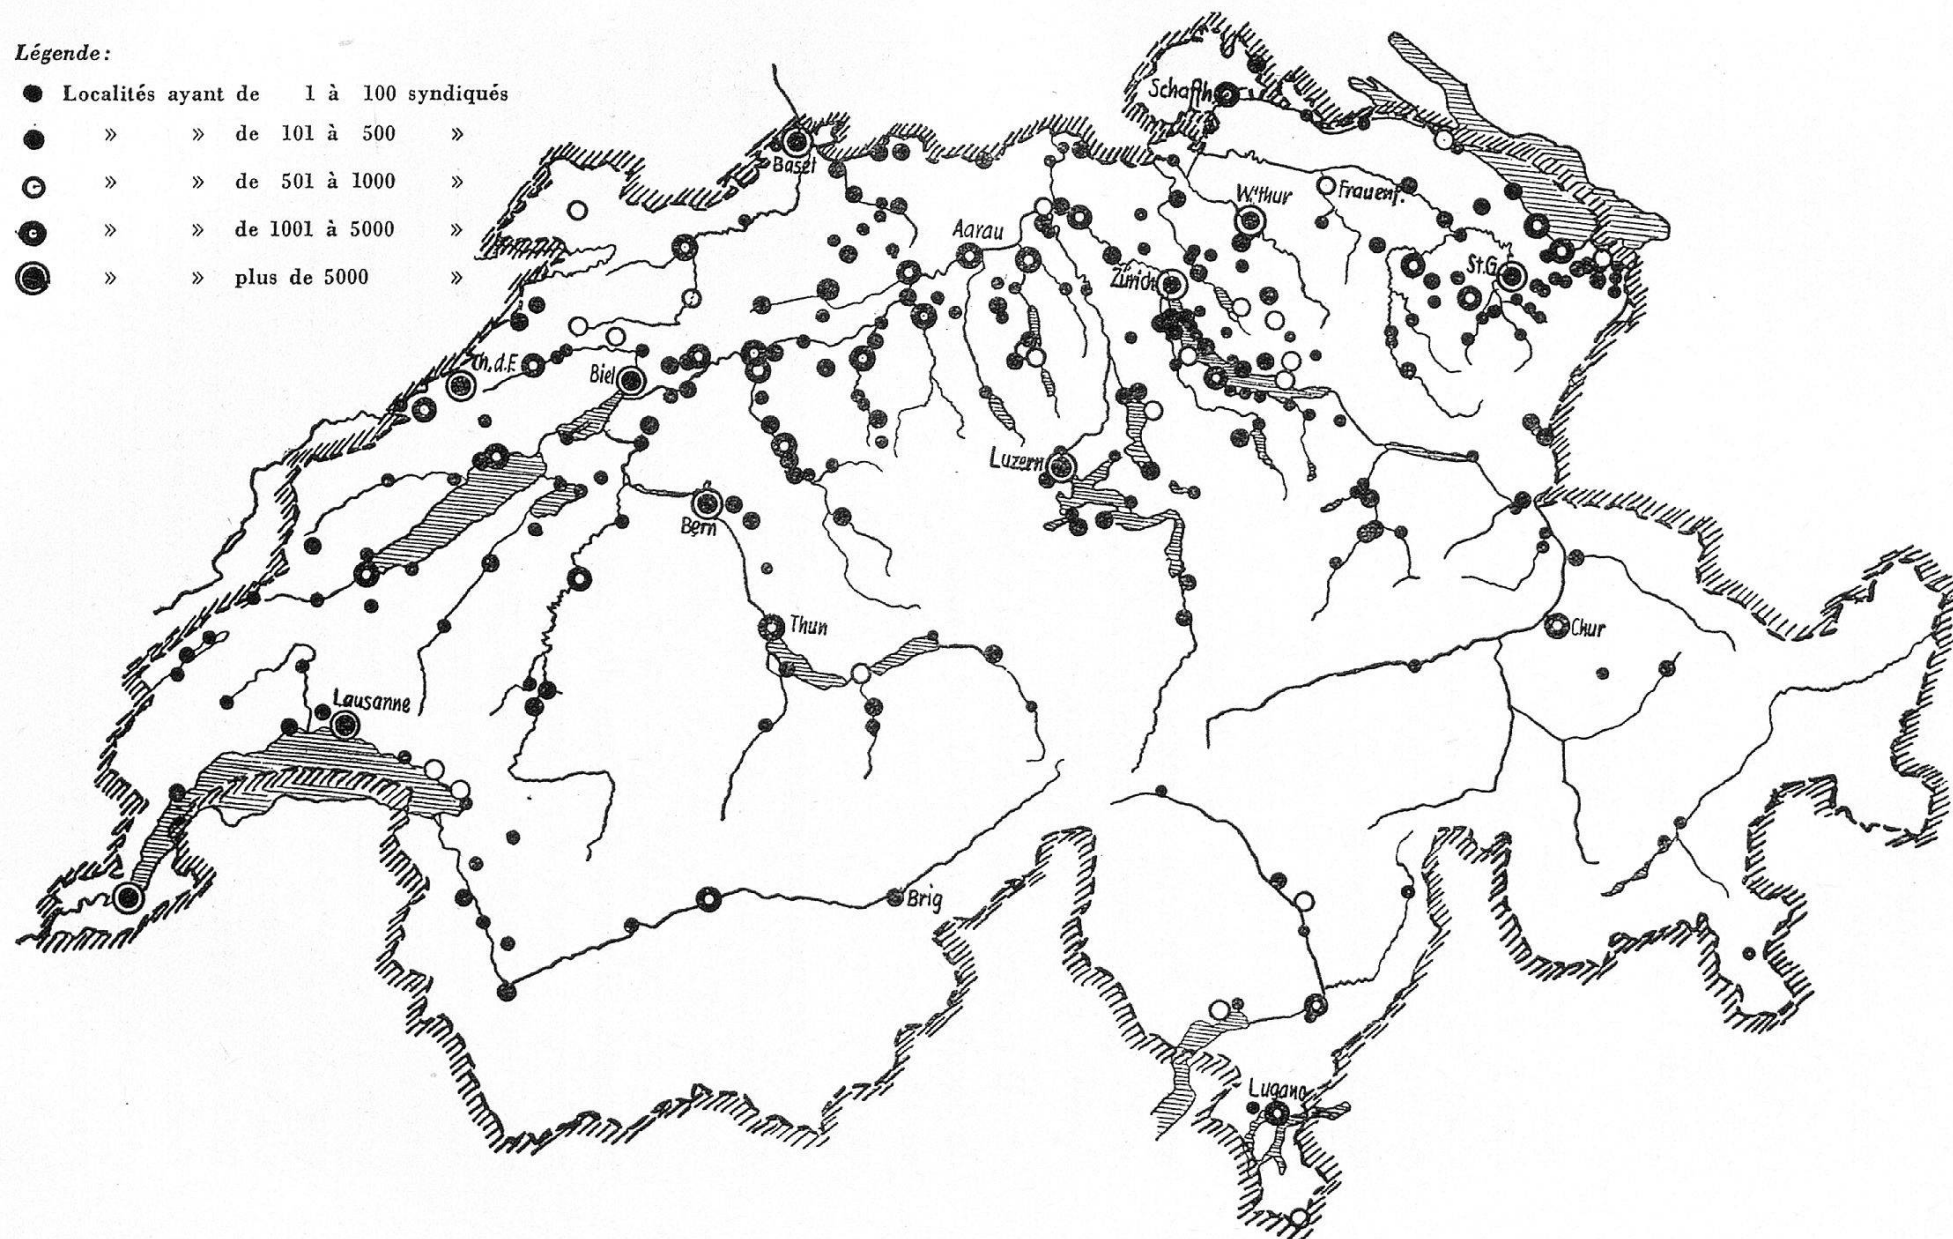 Légende:
Localités ayant de 1 à 100 syndiqués
» » de 101 à 500 »
» » de 501 à 1000 »
» » de 1001 à 5000 »
» » plus de 5000 »
Schaffh.
Basel
W'thur
Frauenf.
Aarau
St.G.
Zürich
Ch.d.F.
Biel
Luzern
Bern
Thun
Chur
Lausanne
Brig
Lugano